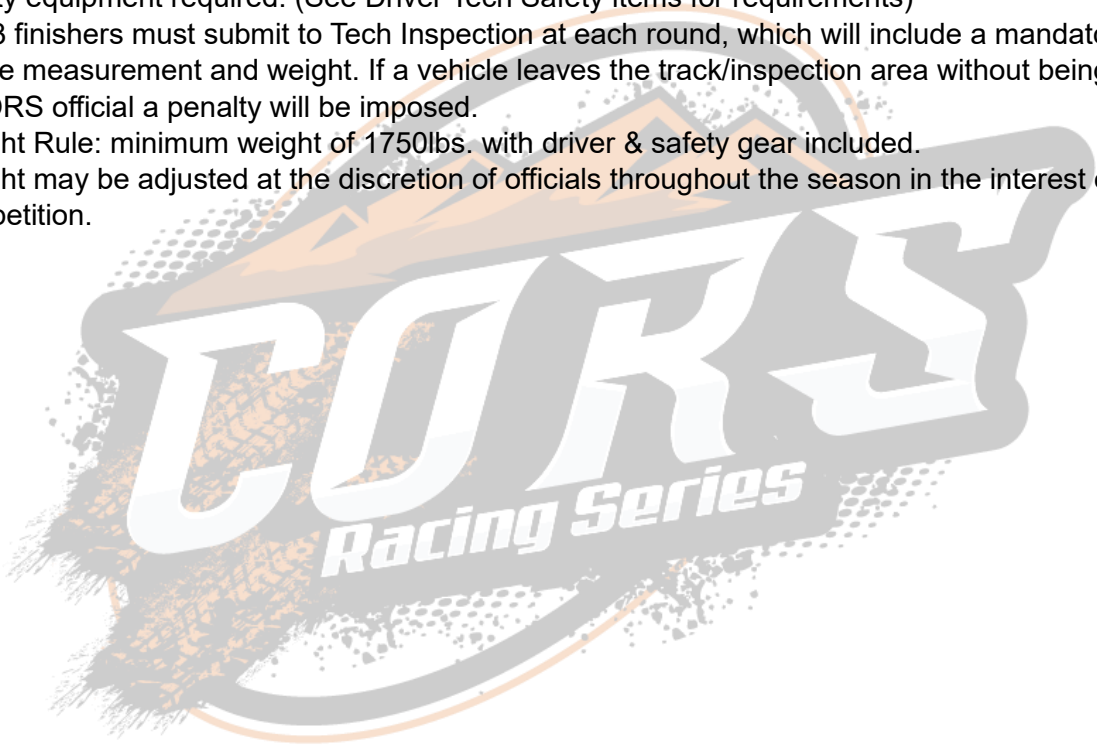 ty equipment required. (See Driver Tech Safety Items for requirements)
3 finishers must submit to Tech Inspection at each round, which will include a mandato
e measurement and weight. If a vehicle leaves the track/inspection area without being
ORS official a penalty will be imposed.
ht Rule: minimum weight of 1750lbs. with driver & safety gear included.
ht may be adjusted at the discretion of officials throughout the season in the interest
petition.
CORS
Racing Series